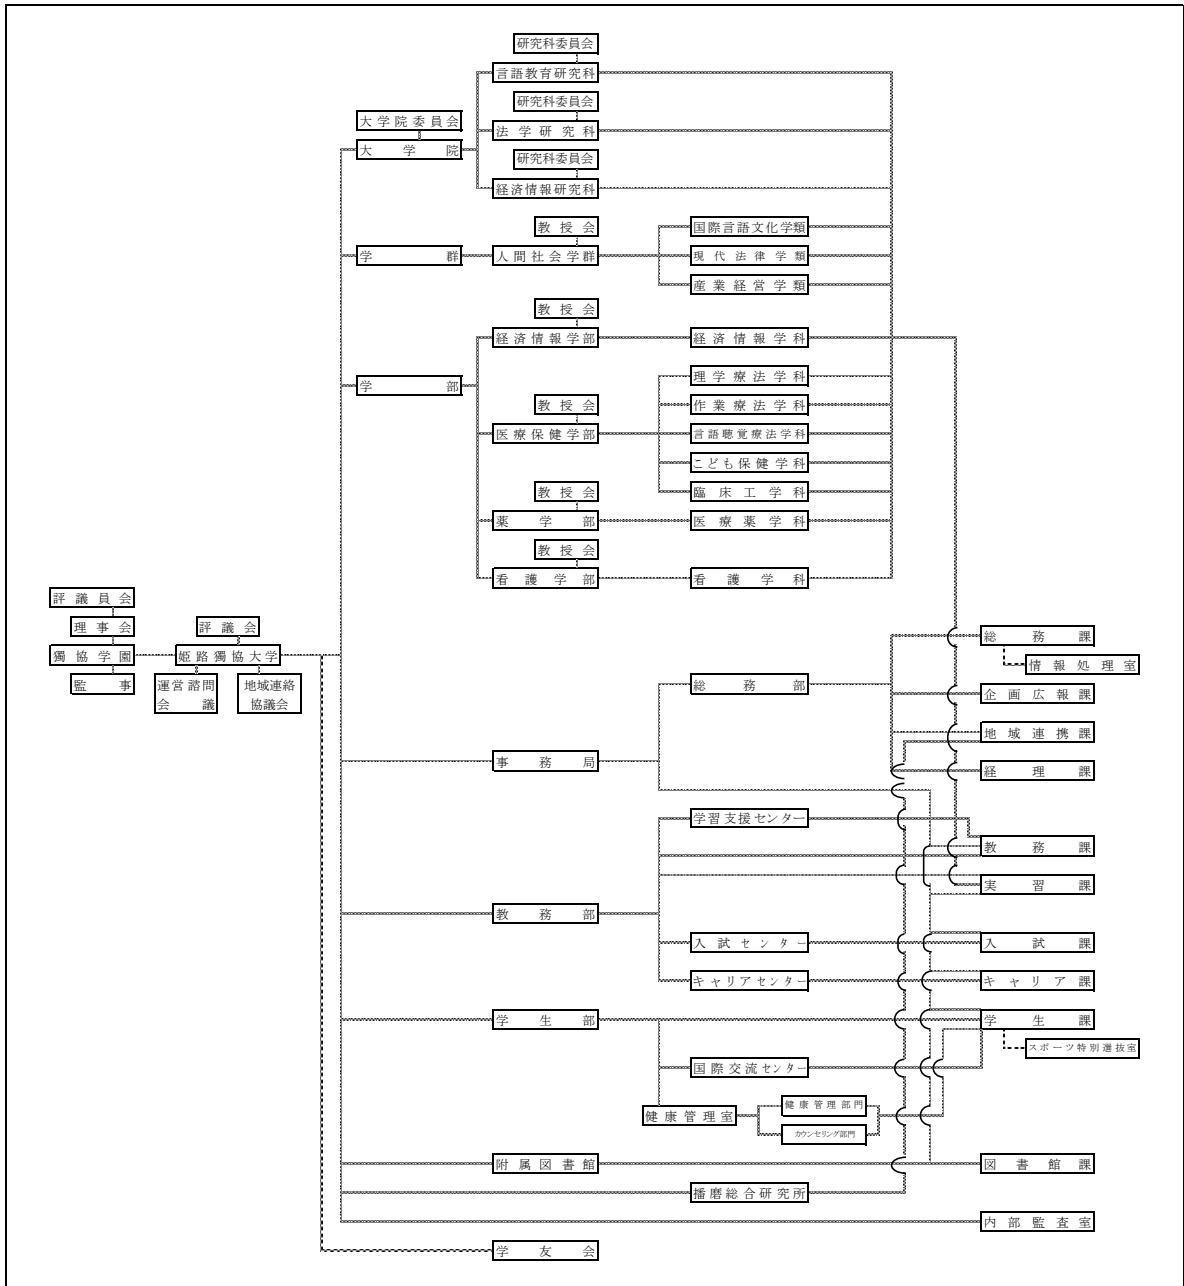 研究科委員会
言語教育研究科
研究科委員会
大学院委員会
法学研究科
大学院
研究科委員会
経済情報研究科
教授会
国際言語文化学類
学群
人間社会学群
現代法律学類
産業経営学類
教授会
経済情報学部
経済情報学科
理学療法学科
学部
教授会
作業療法学科
医療保健学部
言語聴覚療法学科
こども保健学科
教授会
臨床工学科
薬学部
医療薬学科
教授会
看護学部
看護学科
評議員会
理事会
評議会
総務課
獨協学園
姫路獨協大学
情報処理室
監事
運営諮問
会議
地域連絡
協議会
総務部
企画広報課
地域連携課
事務局
経理課
学習支援センター
教務課
実習課
教務部
入試センター
入試課
キャリアセンター
キャリア課
学生部
学生課
スポーツ特別選抜室
国際交流センター
健康管理室
健康管理部門
カウンセリング部門
附属図書館
図書館課
播磨総合研究所
内部監査室
学友会